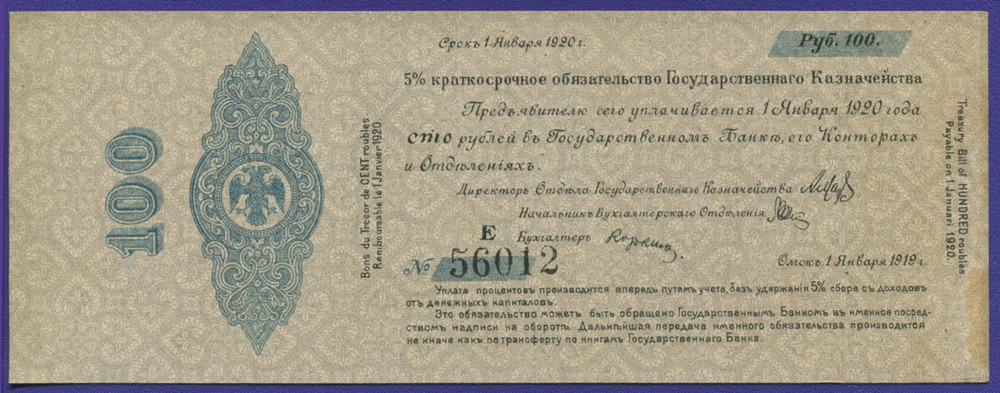 100
Bons du Tresor de CENT roubles
Remboursable le 1 Janvier 1920
Срокъ 1 Января 1920 г.
Руб. 100.
5% краткосрочное обязательство Государственнаго Казначейства
Предъявителю сего уплачивается 1 Января 1920 года
сто рублей въ Государственномъ Банкѣ, его Конторахъ
и Отдѣленіяхъ.
Директоръ Отдѣла Государственнаго Казначейства
Начальникъ Бухгалтерскаго Отдѣленія
Е Бухгалтеръ
№ 56012
Омскъ 1 Января 1919 г.
Уплата процентовъ производится впередъ путемъ учета, безъ удержанія 5% сбора съ доходовъ
отъ денежныхъ капиталовъ.
Это обязательство можетъ быть обращено Государственнымъ Банкомъ въ именное посред-
ствомъ надписи на оборотѣ. Дальнѣйшая передача именного обязательства производится
не иначе какъ по трансферту по книгамъ Государственнаго Банка.
Treasury Bill of HUNDRED roubles
Payable on 1 Januari 1920.